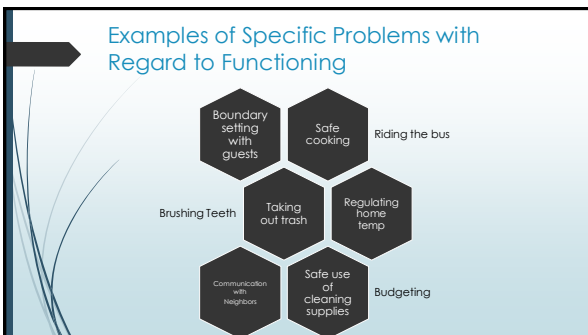 Examples of Specific Problems with
Regard to Functioning
Boundary
setting
with
guests
Safe
cooking
Riding the bus
Brushing Teeth
Taking
out trash
Regulating
home
temp
Communication
with
Neighbors
Safe use
of
cleaning
supplies
Budgeting